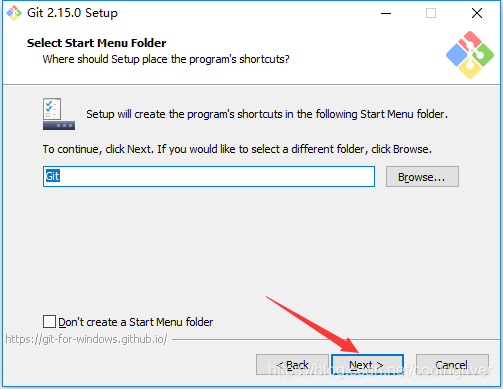 Git 2.15.0 Setup
Select Start Menu Folder
Where should Setup place the program's shortcuts?
Setup will create the program's shortcuts in the following Start Menu folder.
To continue, click Next. If you would like to select a different folder, click Browse.
Git
Browse...
Don't create a Start Menu folder
https://git-for-windows.github.io/
< Back
Next >
Cancel
https://blog.csdn.net/codingriver